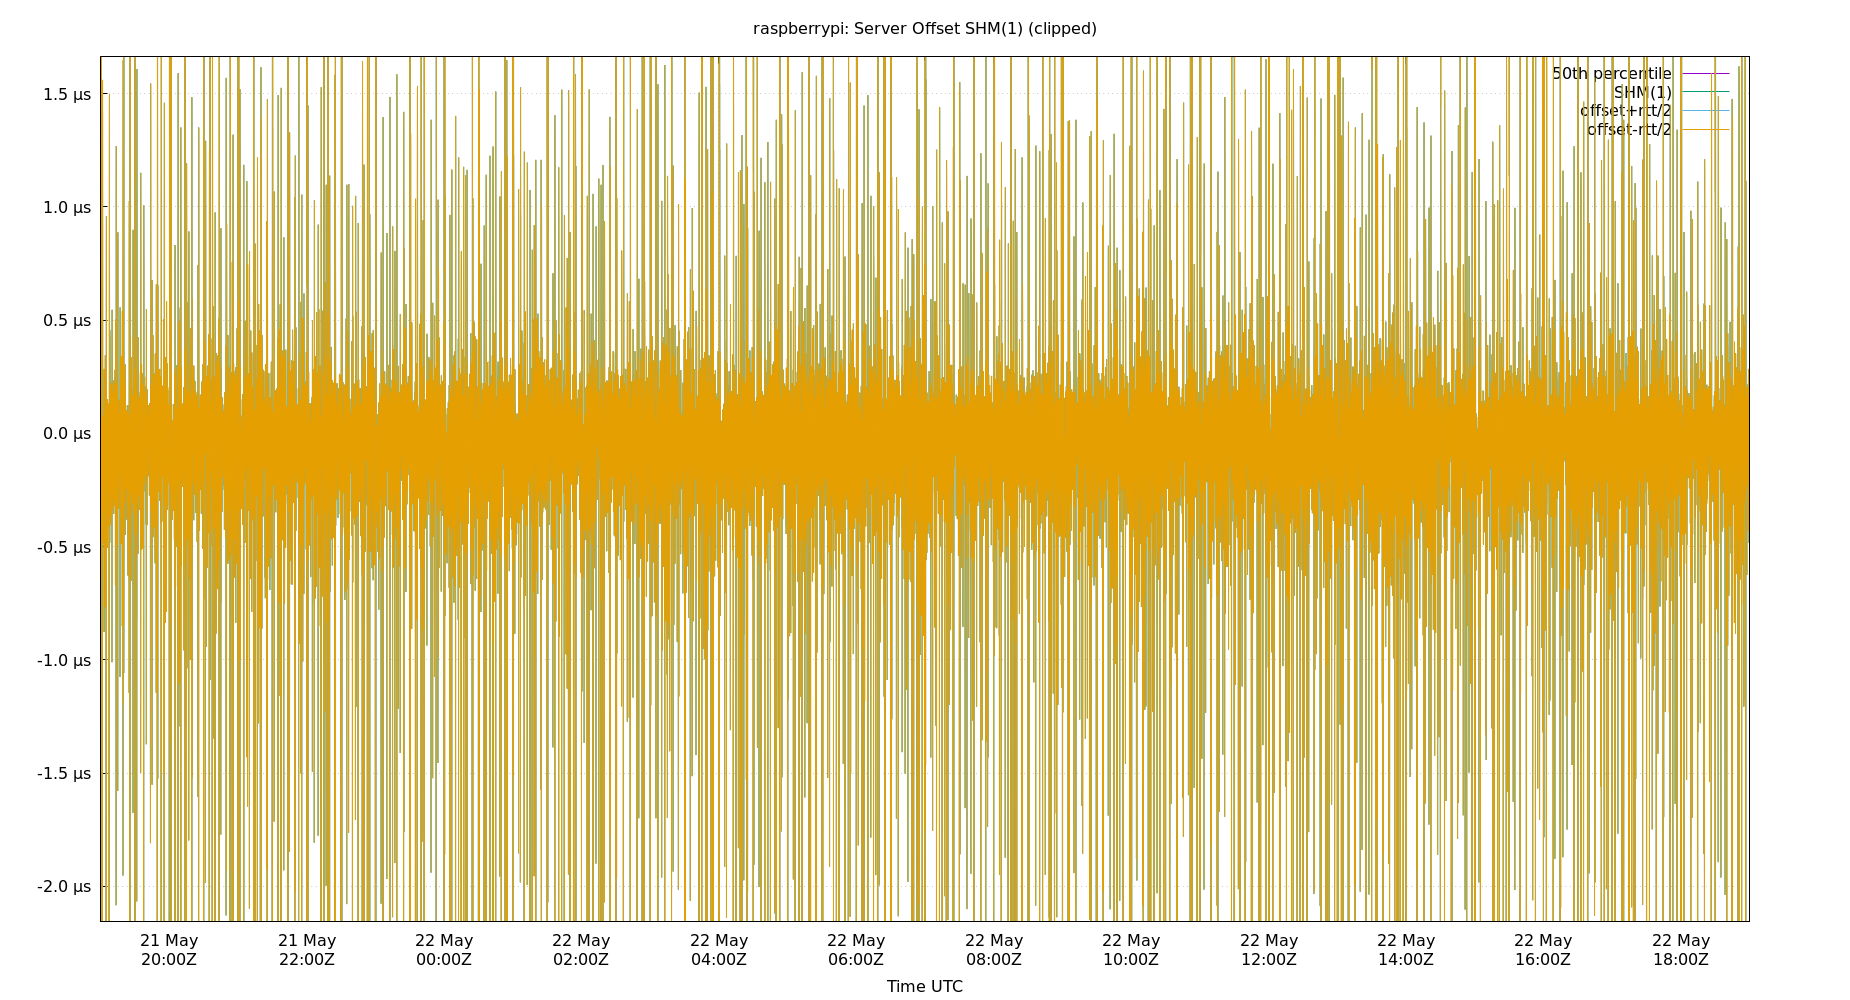 raspberrypi: Server Offset SHM(1) (clipped)
50th percentile
SHM(1)
offset+rtt/2
offset-rtt/2
1.5 µs
1.0 µs
0.5 µs
0.0 µs
-0.5 µs
-1.0 µs
-1.5 µs
-2.0 µs
21 May 21 May 22 May 22 May 22 May 22 May 22 May 22 May 22 May 22 May 22 May 22 May
20:00Z 22:00Z 00:00Z 02:00Z 04:00Z 06:00Z 08:00Z 10:00Z 12:00Z 14:00Z 16:00Z 18:00Z
Time UTC